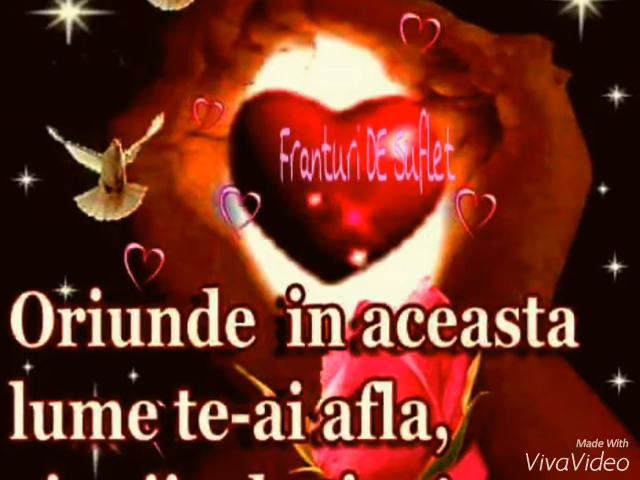 Franturi DE Suflet
Oriunde in aceasta
lume te-ai afla,
Made With
VivaVideo